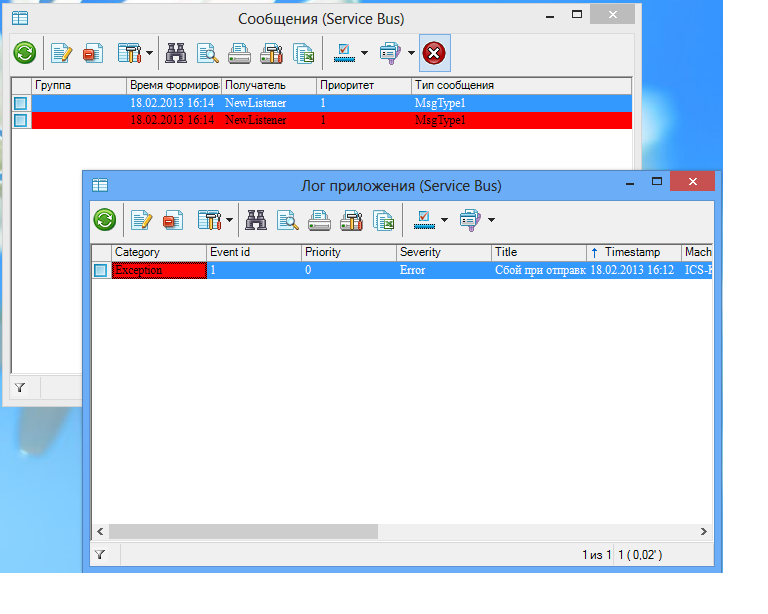 Сообщения (Service Bus)
Группа Время формиров Получатель Приоритет Тип сообщения
18.02.2013 16:14 NewListener 1 MsgType1
18.02.2013 16:14 NewListener 1 MsgType1
Лог приложения (Service Bus)
Category Event id Priority Severity Title Timestamp Mach
Exception 1 0 Error Сбой при отправк 18.02.2013 16:12 ICS-
1 из 1 1 ( 0,02' )